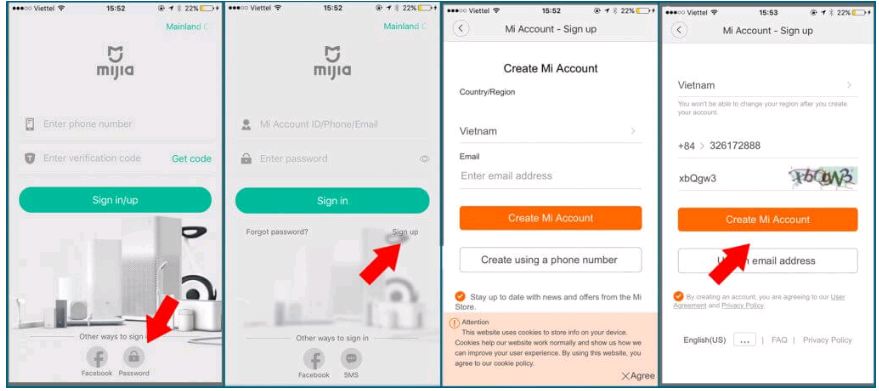 Viettel 15:52 22%
Mainland C
mijia
Enter phone number
Enter verification code Get code
Sign in/up
Other ways to sign
Facebook Password
Viettel 15:52 22%
Mainland C
mijia
Mi Account ID/Phone/Email
Enter password
Sign in
Forgot password? Sign up
Other ways to sign in
Facebook SMS
Viettel 15:52 22%
Mi Account - Sign up
Create Mi Account
Country/Region
Vietnam
Email
Enter email address
Create Mi Account
Create using a phone number
Stay up to date with news and offers from the Mi
Store.
Attention
This website uses cookies to store info on your device.
Cookies help our website work normally and show us how we
can improve your user experience. By using this website, you
agree to our cookie policy.
×Agree
Viettel 15:53 22%
Mi Account - Sign up
Vietnam
You won't be able to change your region after you create
your account.
+84 > 326172888
xbQgw3 xbQgW3
Create Mi Account
email address
By creating an account, you are agreeing to our User
Agreement and Privacy Policy
English(US) ... | FAQ | Privacy Policy